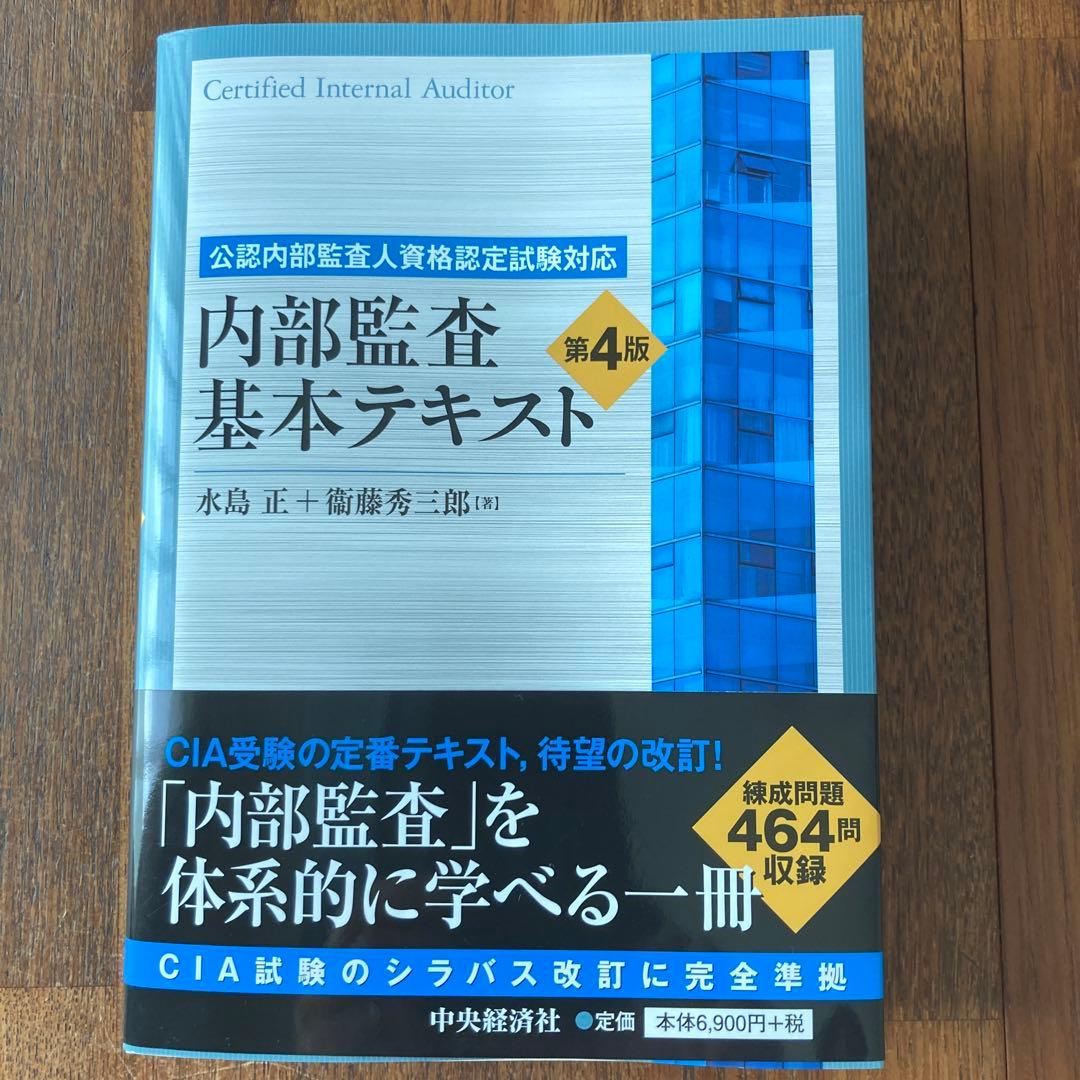 Certified Internal Auditor
公認内部監査人資格認定試験対応
内部監査
基本テキスト
第4版
水島 正+衞藤秀三郎【著】
CIA受験の定番テキスト,待望の改訂!
「内部監査」を
体系的に学べる一冊
練成問題
464問
収録
CIA試験のシラバス改訂に完全準拠
中央経済社 ●定価 本体6,900円+税